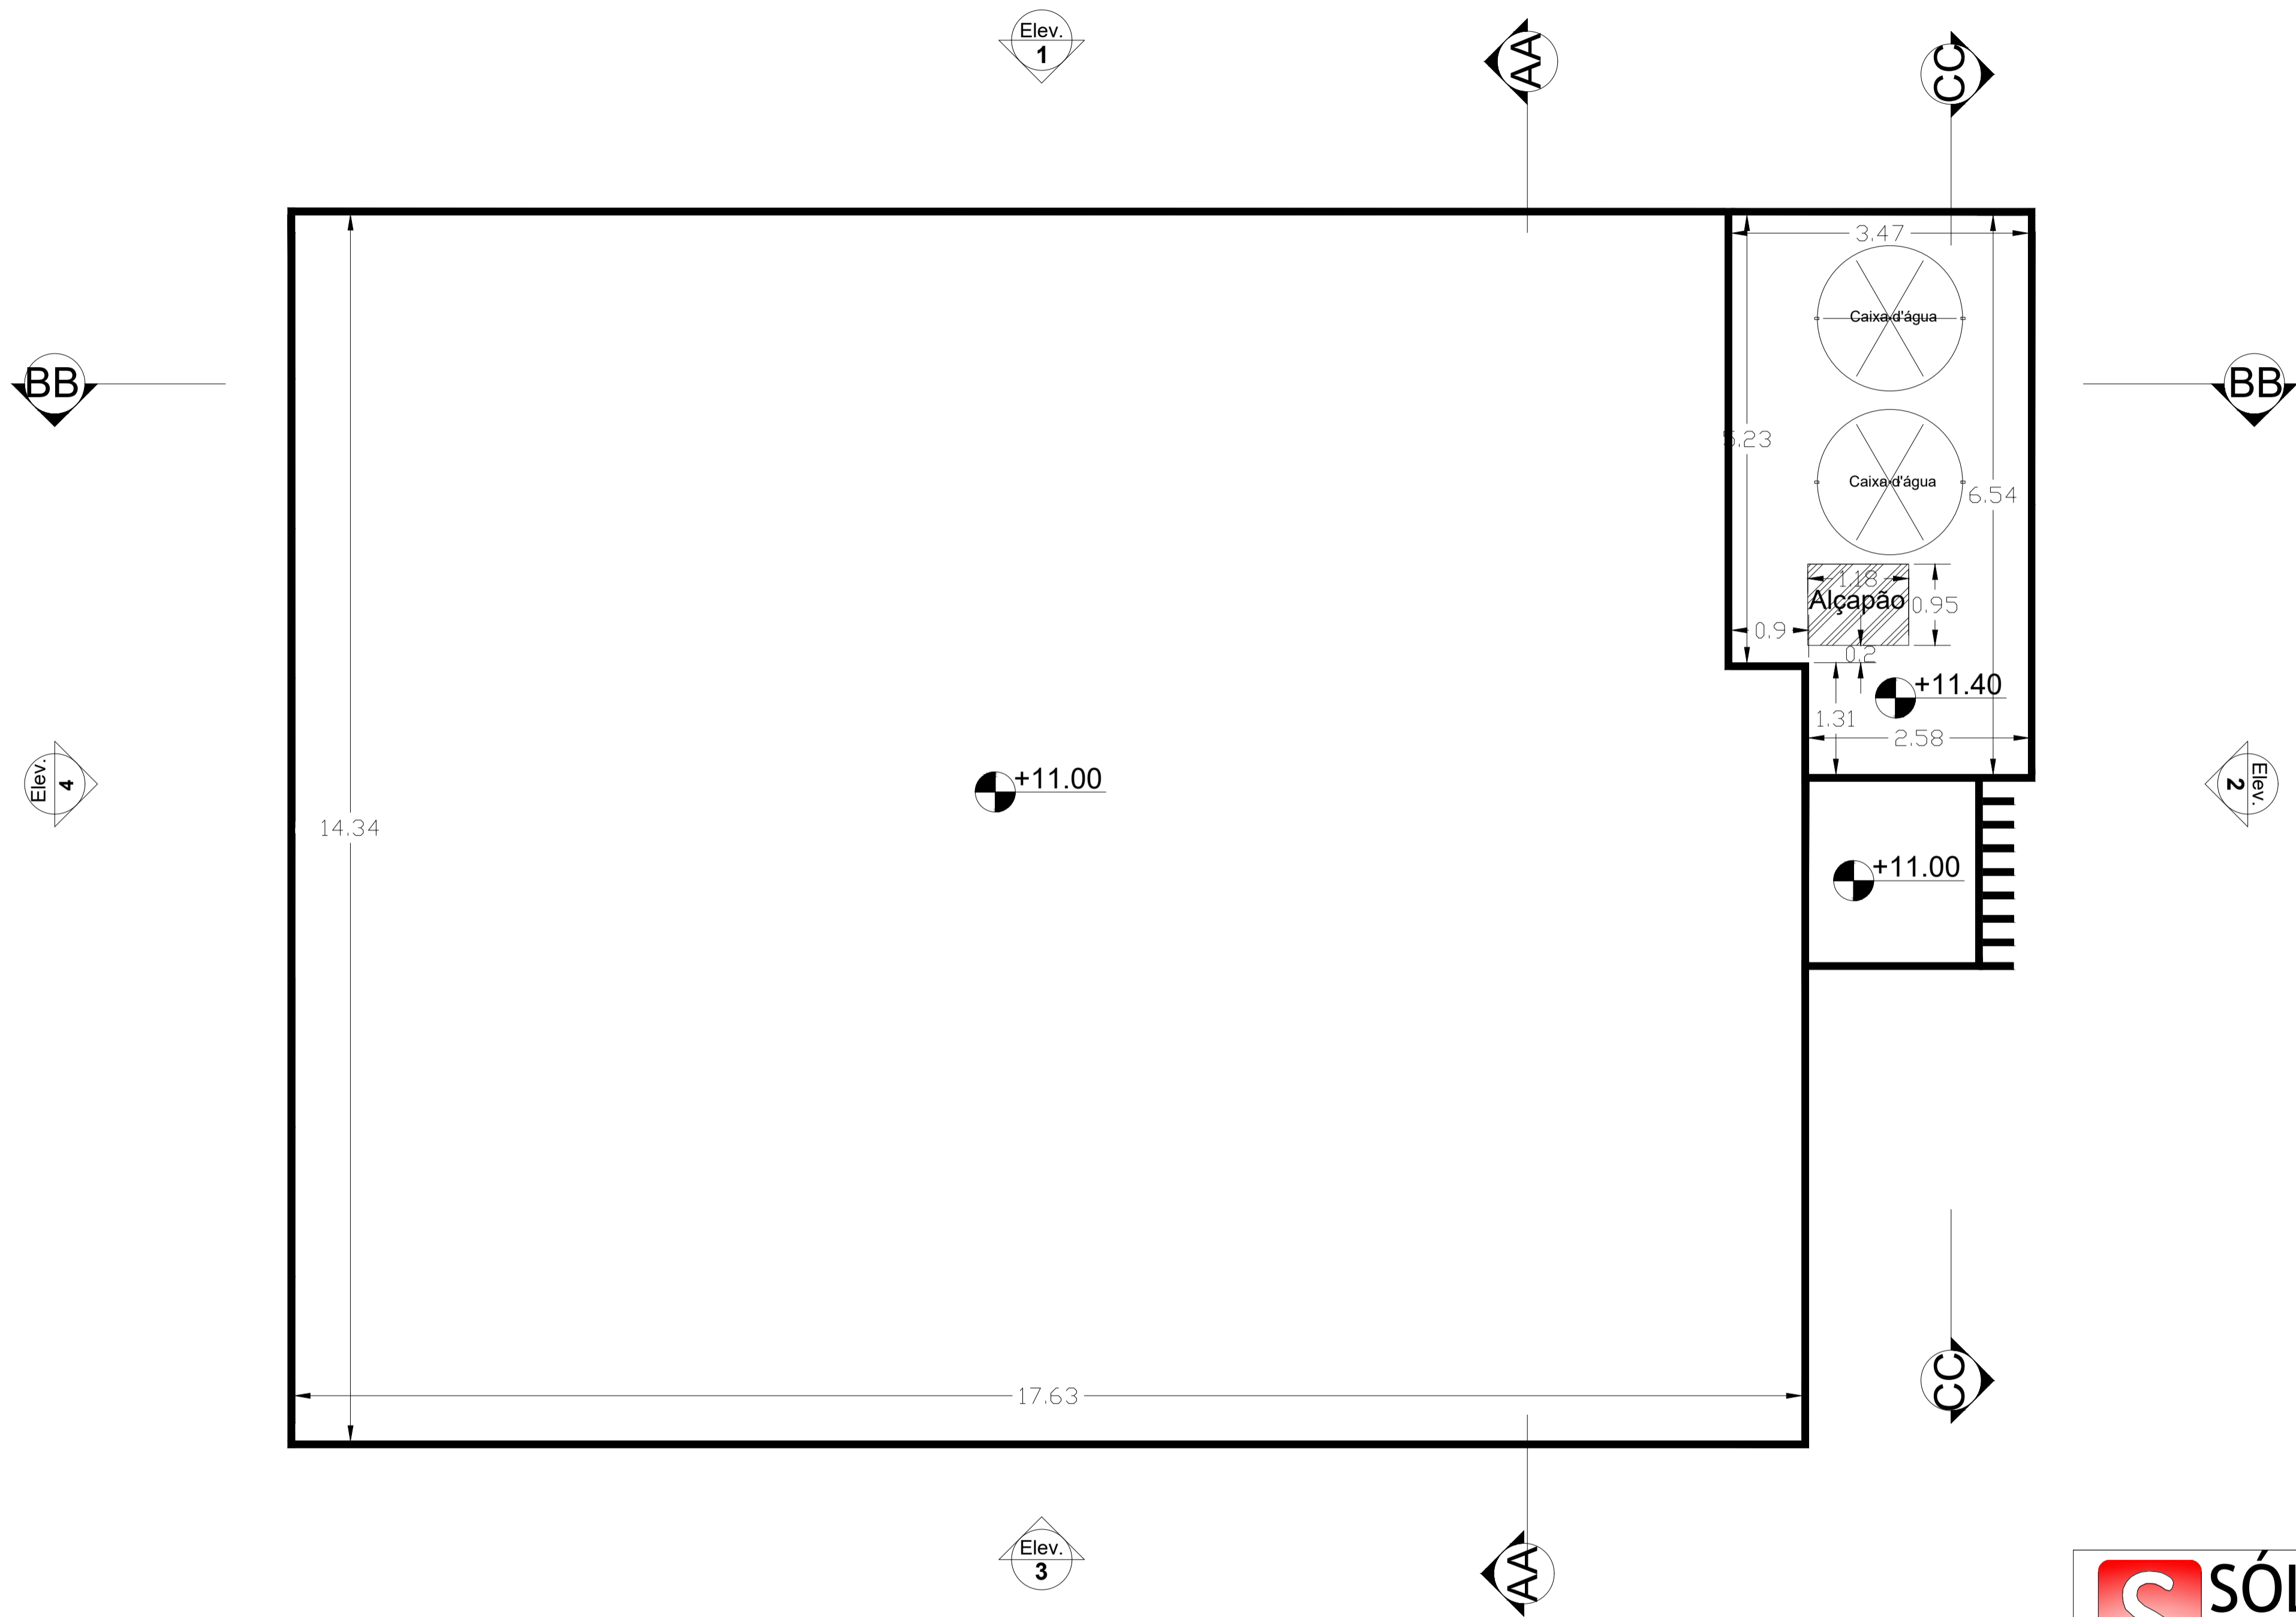 Elev.
1
AA
CC
3.47
Caixa d'água
BB
BB
5.23
Caixa d'água
6.54
1.18
Alçapão
0.95
0.9
0.2
+11.40
1.31
2.58
Elev.
4
+11.00
Elev.
2
14.34
+11.00
17.63
CC
Elev.
3
AA